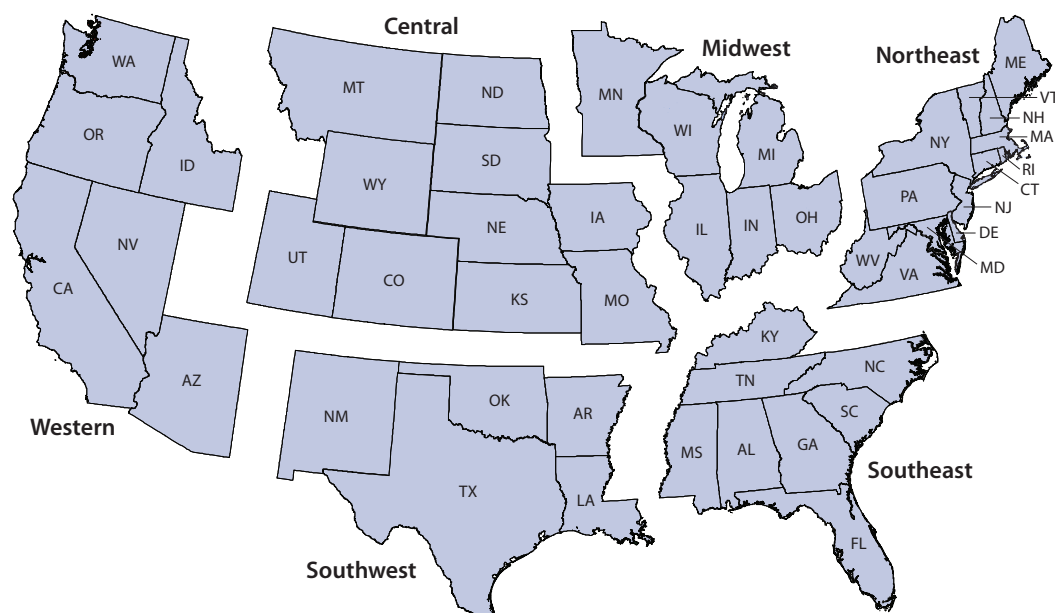 Central
Midwest
Northeast
WA
MT
ND
MN
ME
VT
NH
MA
OR
ID
SD
WI
MI
NY
RI
CT
WY
NE
IA
PA
NJ
NV
UT
CO
KS
MO
IL
IN
OH
WV
VA
DE
MD
CA
AZ
KY
TN
NC
SC
NM
OK
AR
MS
AL
GA
Western
TX
LA
FL
Southeast
Southwest